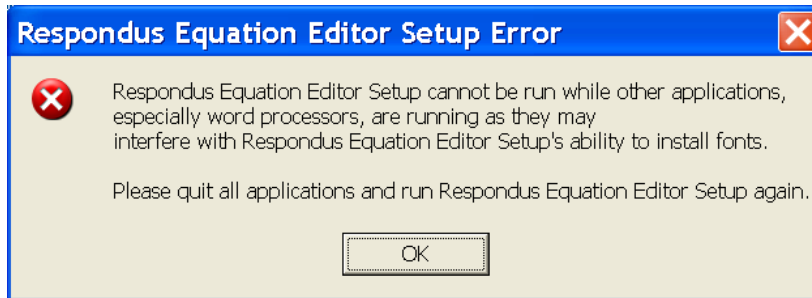 Respondus Equation Editor Setup Error
Respondus Equation Editor Setup cannot be run while other applications,
especially word processors, are running as they may
interfere with Respondus Equation Editor Setup's ability to install fonts.
Please quit all applications and run Respondus Equation Editor Setup again.
OK